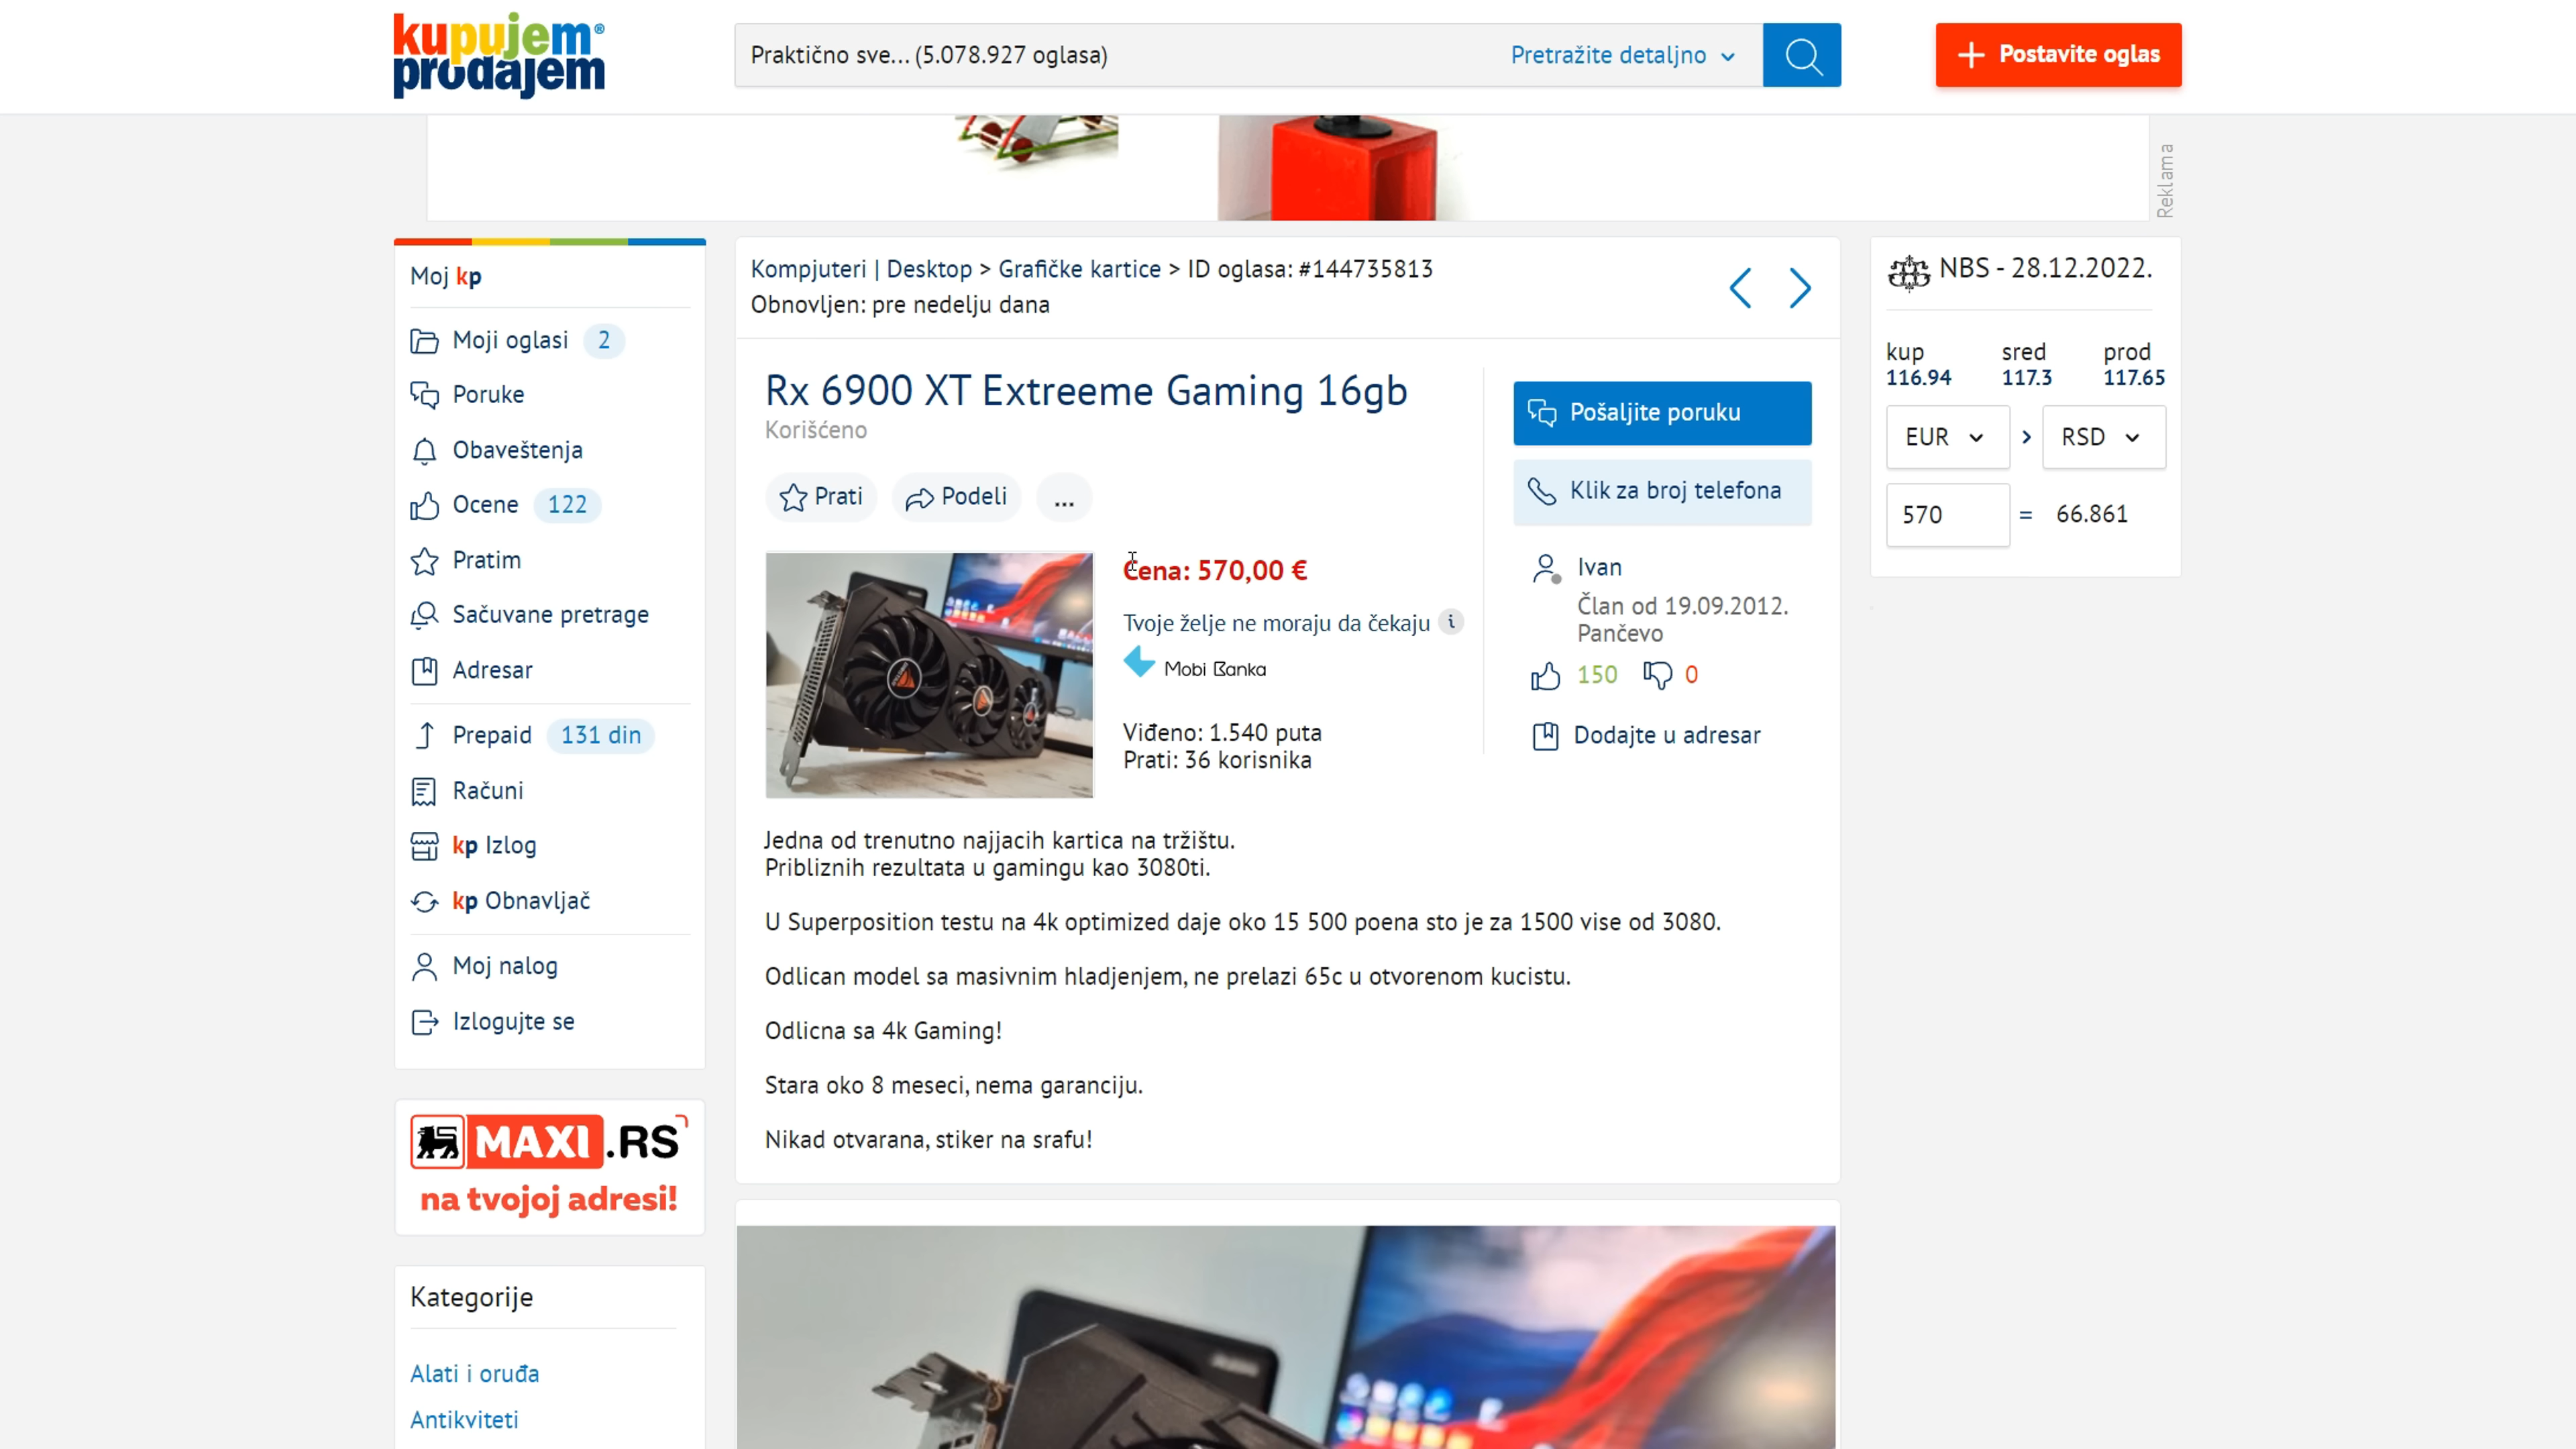 kupujem®
prodajem
Praktično sve... (5.078.927 oglasa)
Pretražite detaljno
Postavite oglas
Reklama
Moj kp
Moji oglasi 2
Poruke
Obaveštenja
Ocene 122
Pratim
Sačuvane pretrage
Adresar
Prepaid 131 din
Računi
kp Izlog
kp Obnavljač
Moj nalog
Izlogujte se
MAXI.RS
na tvojoj adresi!
Kategorije
Alati i oruđa
Antikviteti
Kompjuteri | Desktop > Grafičke kartice > ID oglasa: #144735813
Obnovljen: pre nedelju dana
Rx 6900 XT Extreeme Gaming 16gb
Korišćeno
Prati
Podeli
...
Cena: 570,00 €
Tvoje želje ne moraju da čekaju i
Mobi Banka
Viđeno: 1.540 puta
Prati: 36 korisnika
Pošaljite poruku
Klik za broj telefona
Ivan
Član od 19.09.2012.
Pančevo
150 0
Dodajte u adresar
Jedna od trenutno najjacih kartica na tržištu.
Pribliznih rezultata u gamingu kao 3080ti.
U Superposition testu na 4k optimized daje oko 15 500 poena sto je za 1500 vise od 3080.
Odlican model sa masivnim hladjenjem, ne prelazi 65c u otvorenom kucistu.
Odlicna sa 4k Gaming!
Stara oko 8 meseci, nema garanciju.
Nikad otvarana, stiker na srafu!
NBS - 28.12.2022.
kup sred prod
116.94 117.3 117.65
EUR > RSD
570 = 66.861